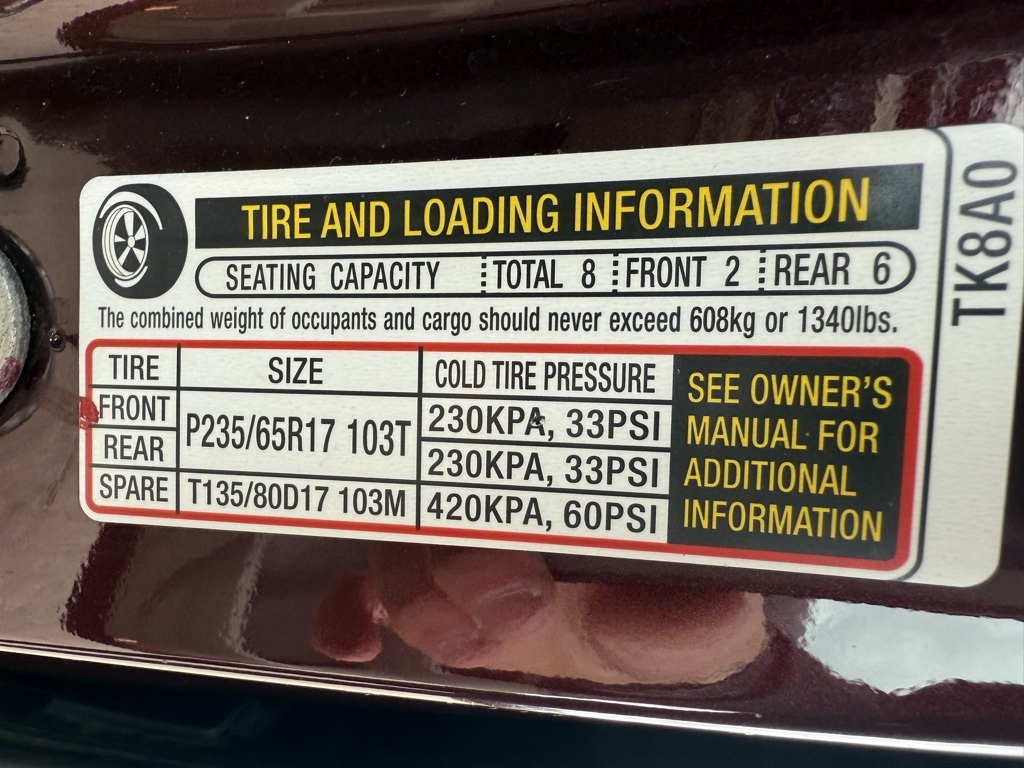 TIRE AND LOADING INFORMATION
SEATING CAPACITY TOTAL 8 FRONT 2 REAR 6
The combined weight of occupants and cargo should never exceed 608kg or 1340lbs.
TIRE SIZE COLD TIRE PRESSURE
FRONT P235/65R17 103T 230KPA, 33PSI
REAR 230KPA, 33PSI
SPARE T135/80D17 103M 420KPA, 60PSI
SEE OWNER'S
MANUAL FOR
ADDITIONAL
INFORMATION
TK8A0